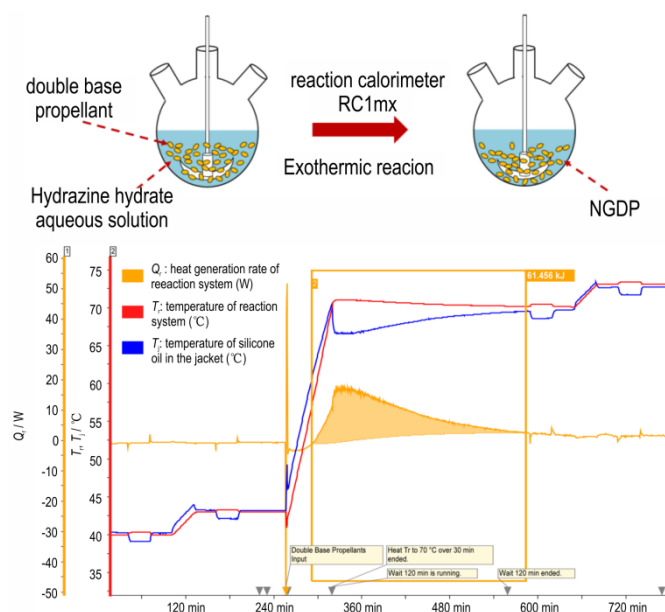 double base
propellant
reaction calorimeter
RC1mx
Exothermic reacion
Hydrazine hydrate
aqueous solution
NGDP
1
2
61.456 kJ
2
Qr : heat generation rate of
reeaction system (W)
Tr: temperature of reaction
system (℃)
Tj: temperature of silicone
oil in the jacket (℃)
Qr / W
Tr, Tj / ℃
60
50
40
30
20
10
0
-10
-20
-30
-40
-50
75
70
65
60
55
50
45
40
35
Double Base Propellants
Input
Heat Tr to 70 °C over 30 min
ended.
Wait 120 min is running.
Wait 120 min ended.
120 min
240 min
360 min
480 min
600 min
720 min